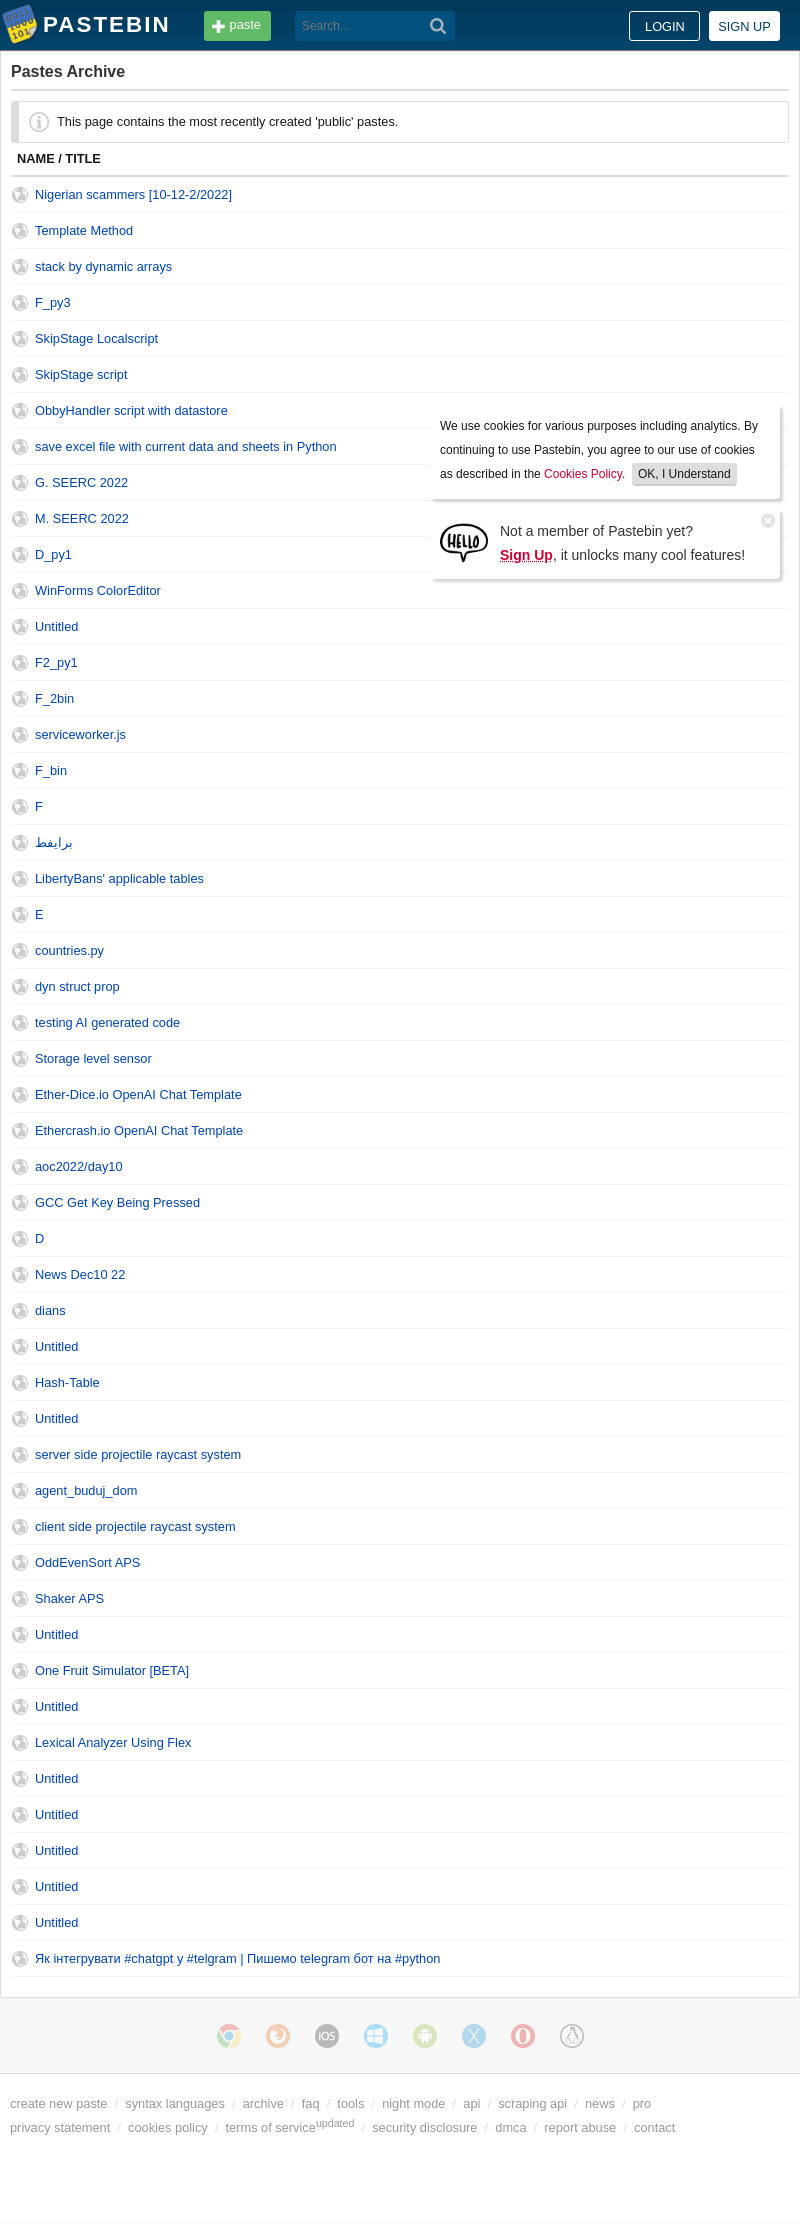 PASTEBIN
paste
Search...
LOGIN
SIGN UP
Pastes Archive
This page contains the most recently created 'public' pastes.
NAME / TITLE
Nigerian scammers [10-12-2/2022]
Template Method
stack by dynamic arrays
F_py3
SkipStage Localscript
SkipStage script
ObbyHandler script with datastore
save excel file with current data and sheets in Python
G. SEERC 2022
M. SEERC 2022
D_py1
WinForms ColorEditor
Untitled
F2_py1
F_2bin
serviceworker.js
F_bin
F
برايفط
LibertyBans' applicable tables
E
countries.py
dyn struct prop
testing AI generated code
Storage level sensor
Ether-Dice.io OpenAI Chat Template
Ethercrash.io OpenAI Chat Template
aoc2022/day10
GCC Get Key Being Pressed
D
News Dec10 22
dians
Untitled
Hash-Table
Untitled
server side projectile raycast system
agent_buduj_dom
client side projectile raycast system
OddEvenSort APS
Shaker APS
Untitled
One Fruit Simulator [BETA]
Untitled
Lexical Analyzer Using Flex
Untitled
Untitled
Untitled
Untitled
Untitled
Як інтегрувати #chatgpt у #telgram | Пишемо telegram бот на #python
We use cookies for various purposes including analytics. By
continuing to use Pastebin, you agree to our use of cookies
as described in the Cookies Policy. OK, I Understand
HELLO
Not a member of Pastebin yet?
Sign Up, it unlocks many cool features!
iOS
create new paste / syntax languages / archive / faq / tools / night mode / api / scraping api / news / pro
privacy statement / cookies policy / terms of service updated / security disclosure / dmca / report abuse / contact